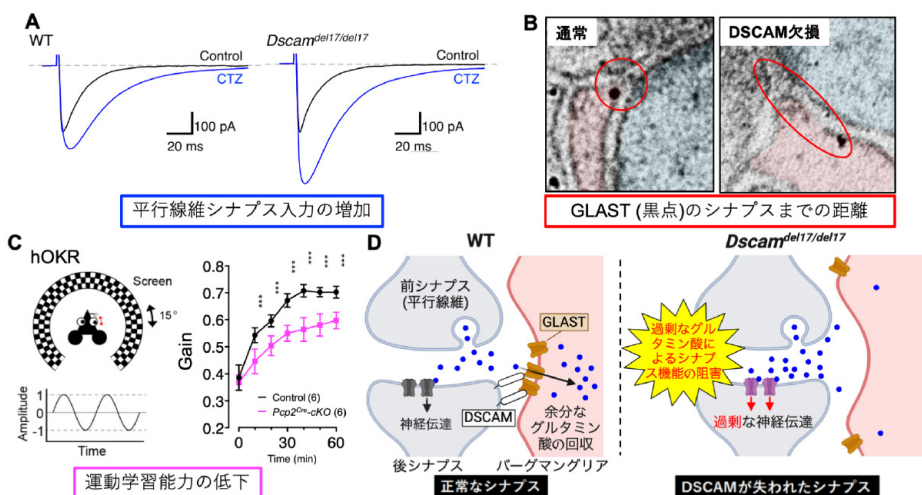 A
WT
Control
CTZ
100 pA
20 ms
Dscam^del17/del17
Control
CTZ
100 pA
20 ms
平行線維シナプス入力の増加
B
通常
DSCAM欠損
GLAST (黒点)のシナプスまでの距離
C
hOKR
Screen
15°
Amplitude
1
0
-1
Time
Gain
0.8
0.7
0.6
0.5
0.4
0.3
0.2
*** *** *** *** *** ***
Control (6)
Pcp2^Cre-cKO (6)
0
30
60
Time (min)
運動学習能力の低下
D
WT
前シナプス
(平行線維)
GLAST
DSCAM
神経伝達
余分な
グルタミン
酸の回収
後シナプス
バーグマングリア
正常なシナプス
Dscam^del17/del17
過剰なグル
タミン酸に
よるシナプ
ス機能の阻害
過剰な神経伝達
DSCAMが失われたシナプス